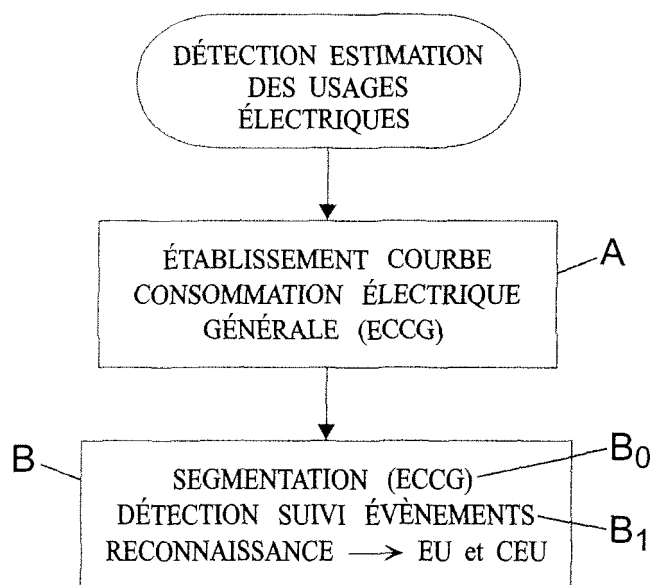 DÉTECTION ESTIMATION
DES USAGES
ÉLECTRIQUES
ÉTABLISSEMENT COURBE
CONSOMMATION ÉLECTRIQUE
GÉNÉRALE (ECCG)
A
B
SEGMENTATION (ECCG)
B0
DÉTECTION SUIVI ÉVÈNEMENTS
B1
RECONNAISSANCE → EU et CEU